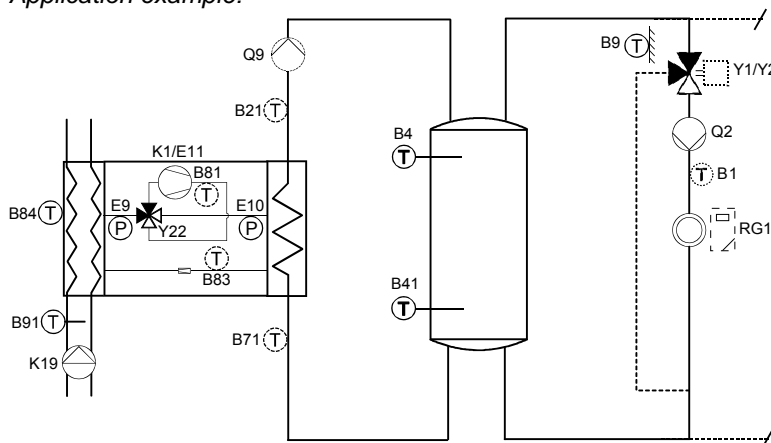 Application example:
B9 T
Y1/Y2
Q9
B21 T
B4 T
Q2
K1/E11
B81
T
T B1
B84 T
E9
P
Y22
E10
P
RG1
T
B83
B41
T
B91 T
B71 T
K19